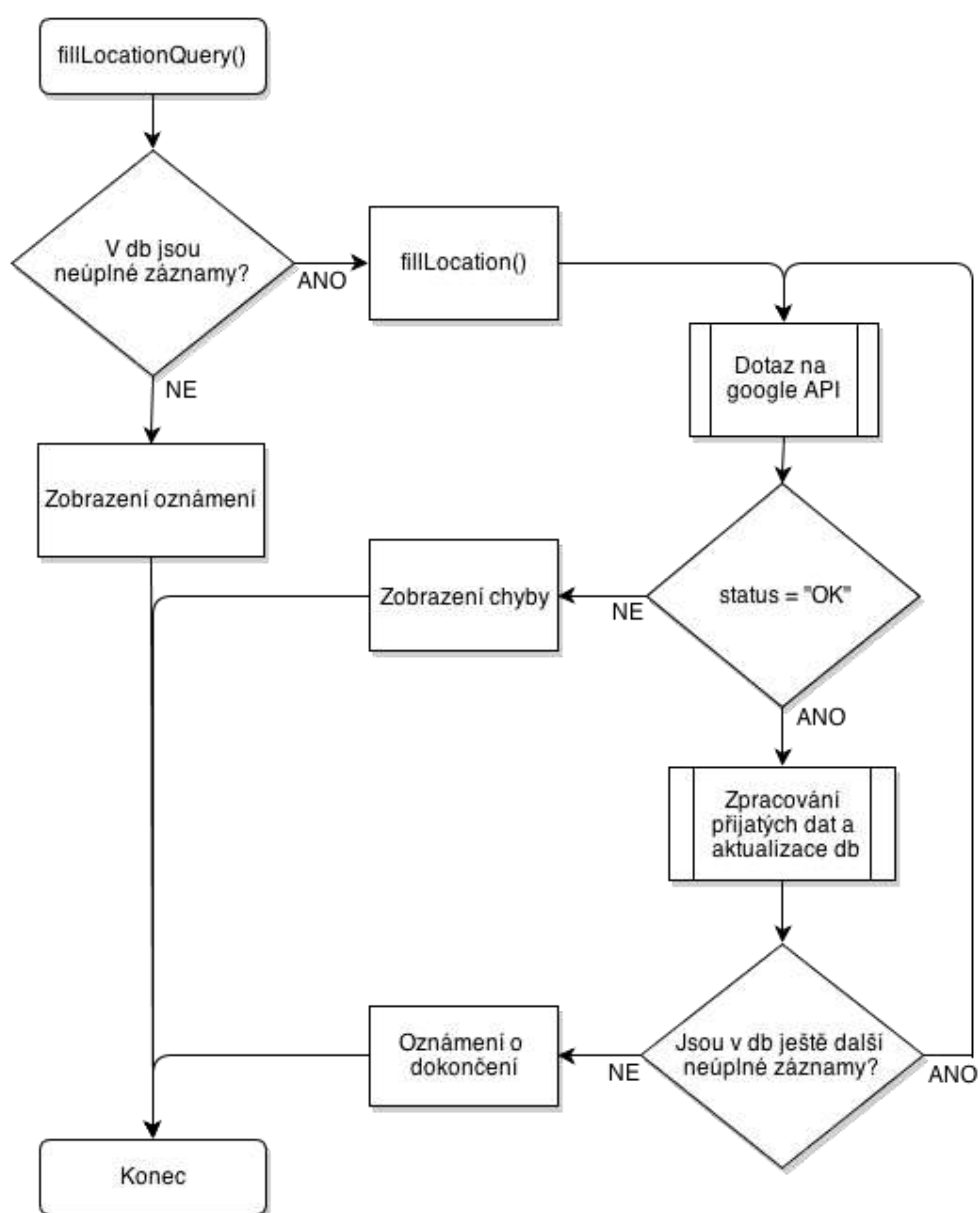 fillLocationQuery()
V db jsou
neúplné záznamy?
ANO
fillLocation()
NE
Dotaz na
google API
Zobrazení oznámení
status = "OK"
NE
Zobrazení chyby
ANO
Zpracování
přijatých dat a
aktualizace db
Jsou v db ještě další
neúplné záznamy?
ANO
NE
Oznámení o
dokončení
Konec